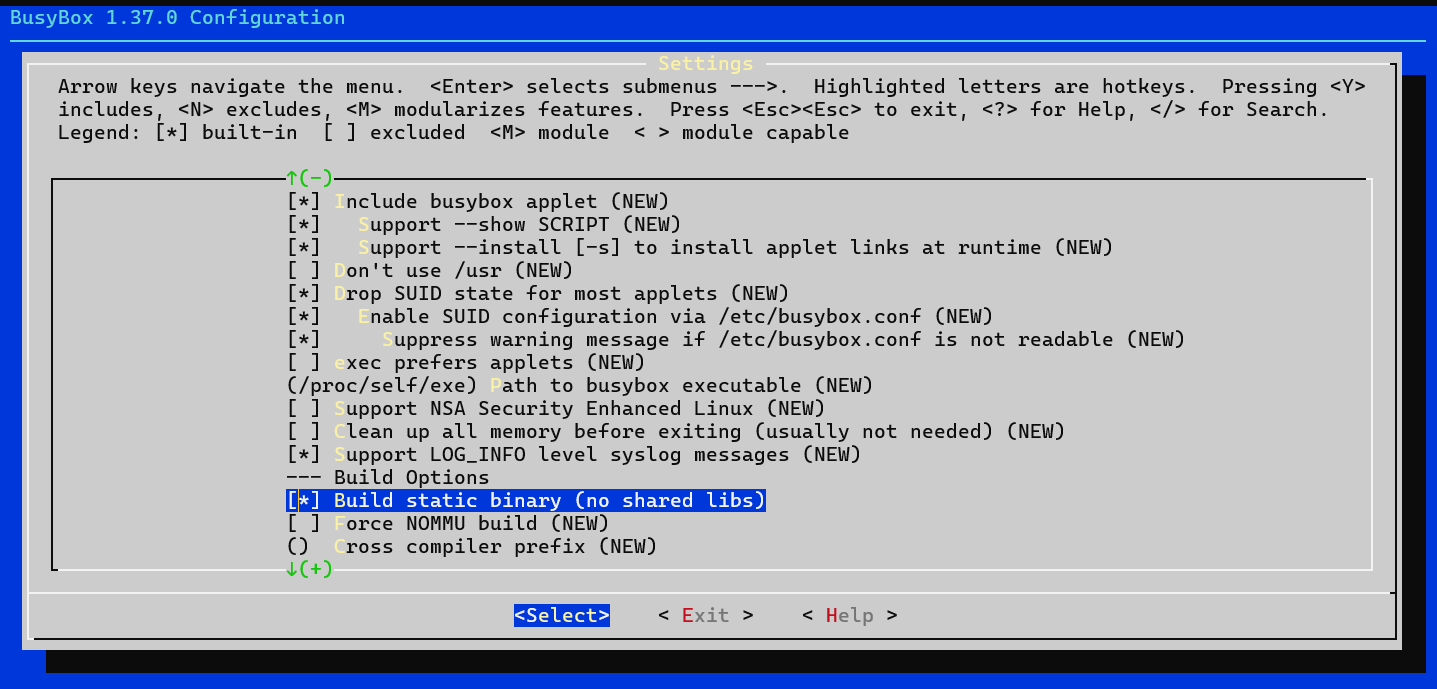 BusyBox 1.37.0 Configuration
Settings
Arrow keys navigate the menu.  <Enter> selects submenus --->.  Highlighted letters are hotkeys.  Pressing <Y>
includes, <N> excludes, <M> modularizes features.  Press <Esc><Esc> to exit, <?> for Help, </> for Search.
Legend: [*] built-in  [ ] excluded  <M> module  < > module capable
↑(-)
[*] Include busybox applet (NEW)
[*]   Support --show SCRIPT (NEW)
[*]   Support --install [-s] to install applet links at runtime (NEW)
[ ] Don't use /usr (NEW)
[*] Drop SUID state for most applets (NEW)
[*]   Enable SUID configuration via /etc/busybox.conf (NEW)
[*]     Suppress warning message if /etc/busybox.conf is not readable (NEW)
[ ] exec prefers applets (NEW)
(/proc/self/exe) Path to busybox executable (NEW)
[ ] Support NSA Security Enhanced Linux (NEW)
[ ] Clean up all memory before exiting (usually not needed) (NEW)
[*] Support LOG_INFO level syslog messages (NEW)
--- Build Options
[*] Build static binary (no shared libs)
[ ] Force NOMMU build (NEW)
()  Cross compiler prefix (NEW)
↓(+)
<Select>    < Exit >    < Help >